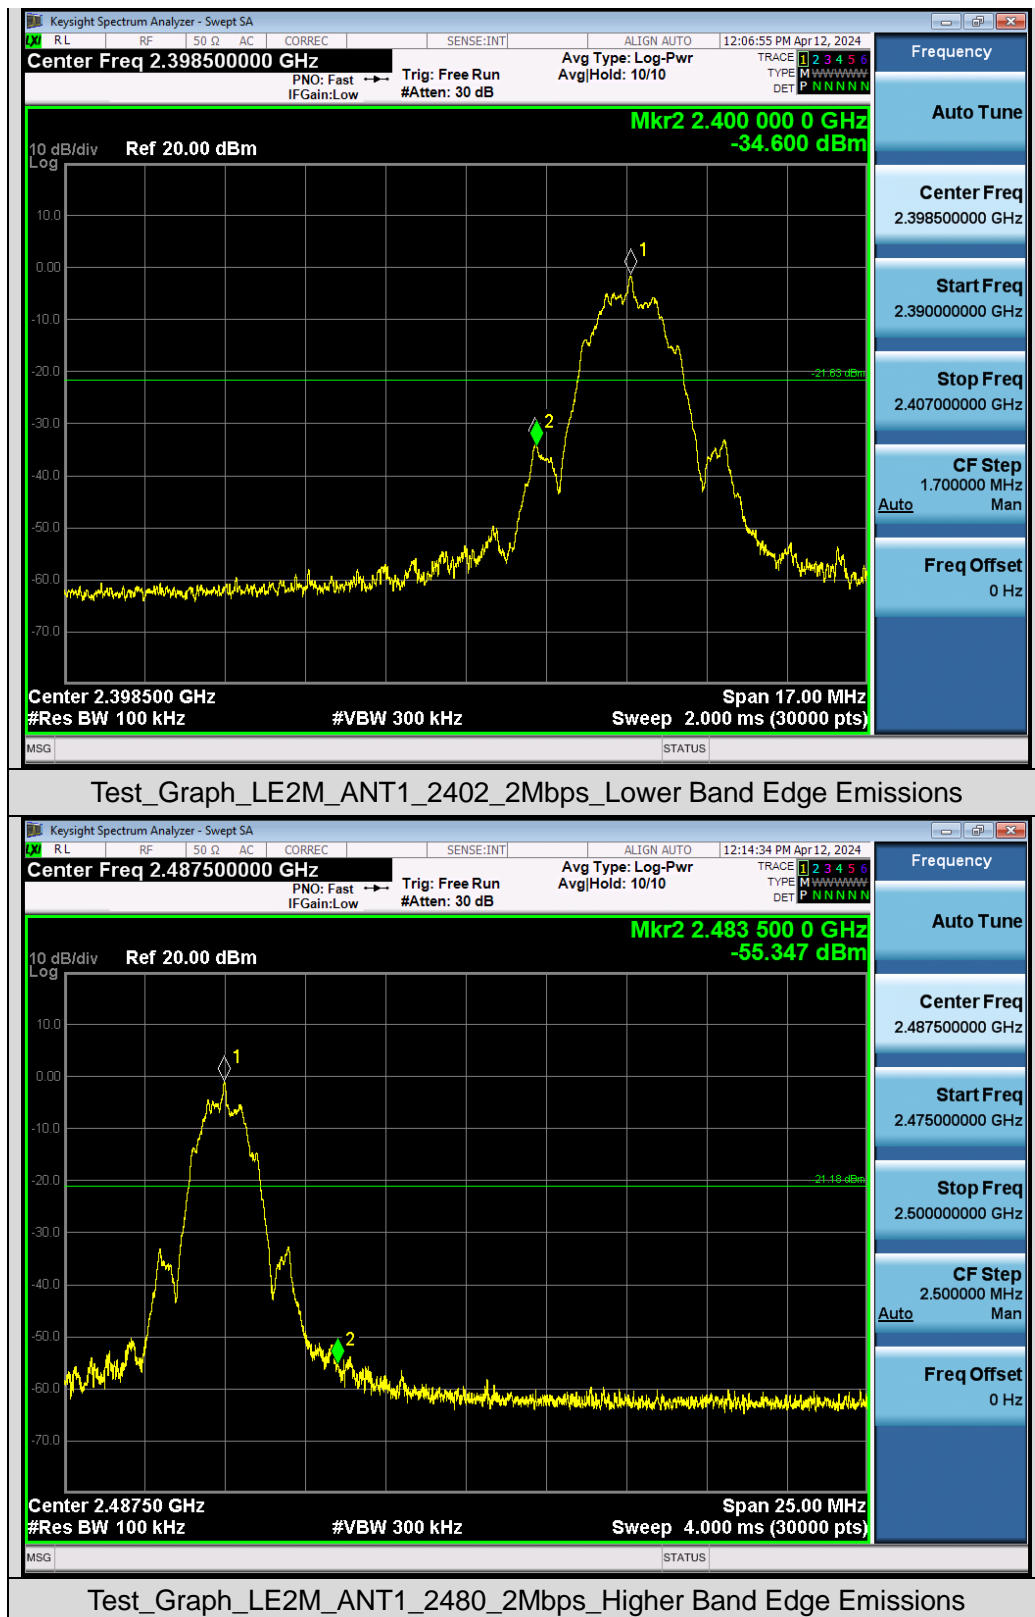 Keysight Spectrum Analyzer - Swept SA
LXI RL RF 50 Ω AC CORREC SENSE:INT ALIGN AUTO 12:06:55 PM Apr 12, 2024
Center Freq 2.398500000 GHz
PNO: Fast
IFGain:Low
Trig: Free Run
#Atten: 30 dB
Avg Type: Log-Pwr
Avg|Hold: 10/10
TRACE 1 2 3 4 5 6
TYPE M W W W W W
DET P N N N N N
Mkr2 2.400 000 0 GHz
-34.600 dBm
10 dB/div Ref 20.00 dBm
Log
10.0
0.00
-10.0
-20.0
-30.0
-40.0
-50.0
-60.0
-70.0
1
2
-21.63 dBm
Center 2.398500 GHz Span 17.00 MHz
#Res BW 100 kHz #VBW 300 kHz Sweep 2.000 ms (30000 pts)
MSG STATUS
Frequency
Auto Tune
Center Freq
2.398500000 GHz
Start Freq
2.390000000 GHz
Stop Freq
2.407000000 GHz
CF Step
1.700000 MHz
Auto Man
Freq Offset
0 Hz
Test_Graph_LE2M_ANT1_2402_2Mbps_Lower Band Edge Emissions
Keysight Spectrum Analyzer - Swept SA
LXI RL RF 50 Ω AC CORREC SENSE:INT ALIGN AUTO 12:14:34 PM Apr 12, 2024
Center Freq 2.487500000 GHz
PNO: Fast
IFGain:Low
Trig: Free Run
#Atten: 30 dB
Avg Type: Log-Pwr
Avg|Hold: 10/10
TRACE 1 2 3 4 5 6
TYPE M W W W W W
DET P N N N N N
Mkr2 2.483 500 0 GHz
-55.347 dBm
10 dB/div Ref 20.00 dBm
Log
10.0
0.00
-10.0
-20.0
-30.0
-40.0
-50.0
-60.0
-70.0
1
2
-21.18 dBm
Center 2.48750 GHz Span 25.00 MHz
#Res BW 100 kHz #VBW 300 kHz Sweep 4.000 ms (30000 pts)
MSG STATUS
Frequency
Auto Tune
Center Freq
2.487500000 GHz
Start Freq
2.475000000 GHz
Stop Freq
2.500000000 GHz
CF Step
2.500000 MHz
Auto Man
Freq Offset
0 Hz
Test_Graph_LE2M_ANT1_2480_2Mbps_Higher Band Edge Emissions